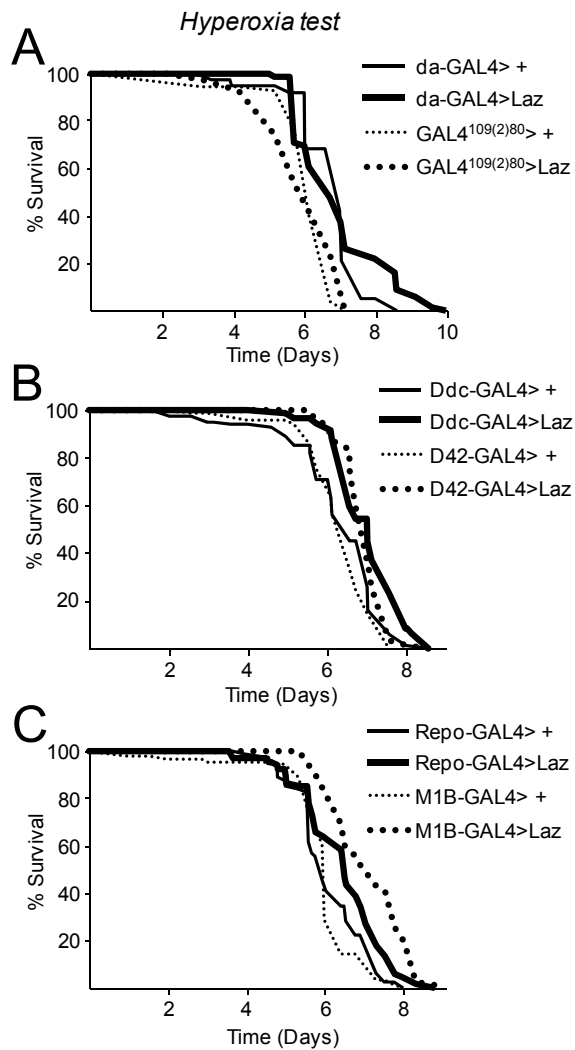 Hyperoxia test
A
da-GAL4> +
da-GAL4>Laz
GAL4109(2)80> +
GAL4109(2)80>Laz
% Survival
100
80
60
40
20
2 4 6 8 10
Time (Days)
B
Ddc-GAL4> +
Ddc-GAL4>Laz
D42-GAL4> +
D42-GAL4>Laz
% Survival
100
80
60
40
20
2 4 6 8
Time (Days)
C
Repo-GAL4> +
Repo-GAL4>Laz
M1B-GAL4> +
M1B-GAL4>Laz
% Survival
100
80
60
40
20
2 4 6 8
Time (Days)